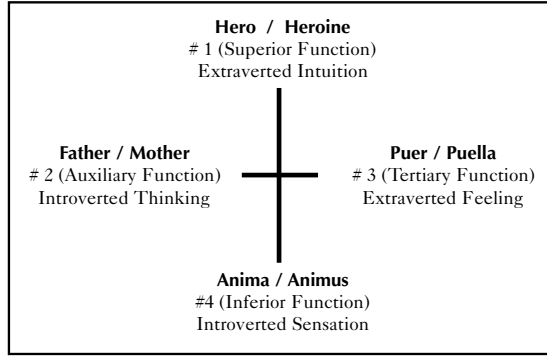 Hero / Heroine
# 1 (Superior Function)
Extraverted Intuition
Father / Mother
# 2 (Auxiliary Function)
Introverted Thinking
Puer / Puella
# 3 (Tertiary Function)
Extraverted Feeling
Anima / Animus
#4 (Inferior Function)
Introverted Sensation